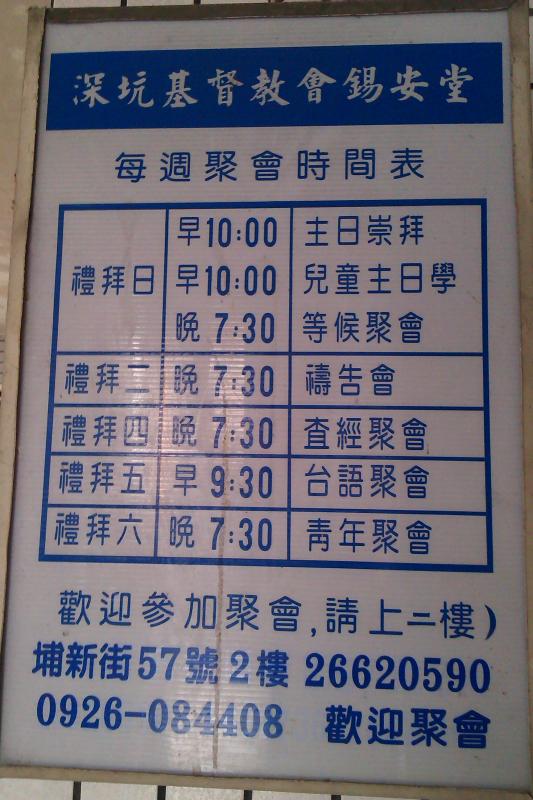 深坑基督教會錫安堂
每週聚會時間表
早10:00 主日崇拜
禮拜日 早10:00 兒童主日學
晚 7:30 等候聚會
禮拜二 晚 7:30 禱告會
禮拜四 晚 7:30 查經聚會
禮拜五 早 9:30 台語聚會
禮拜六 晚 7:30 青年聚會
歡迎參加聚會,請上二樓)
埔新街57號2樓 26620590
0926-084408 歡迎聚會